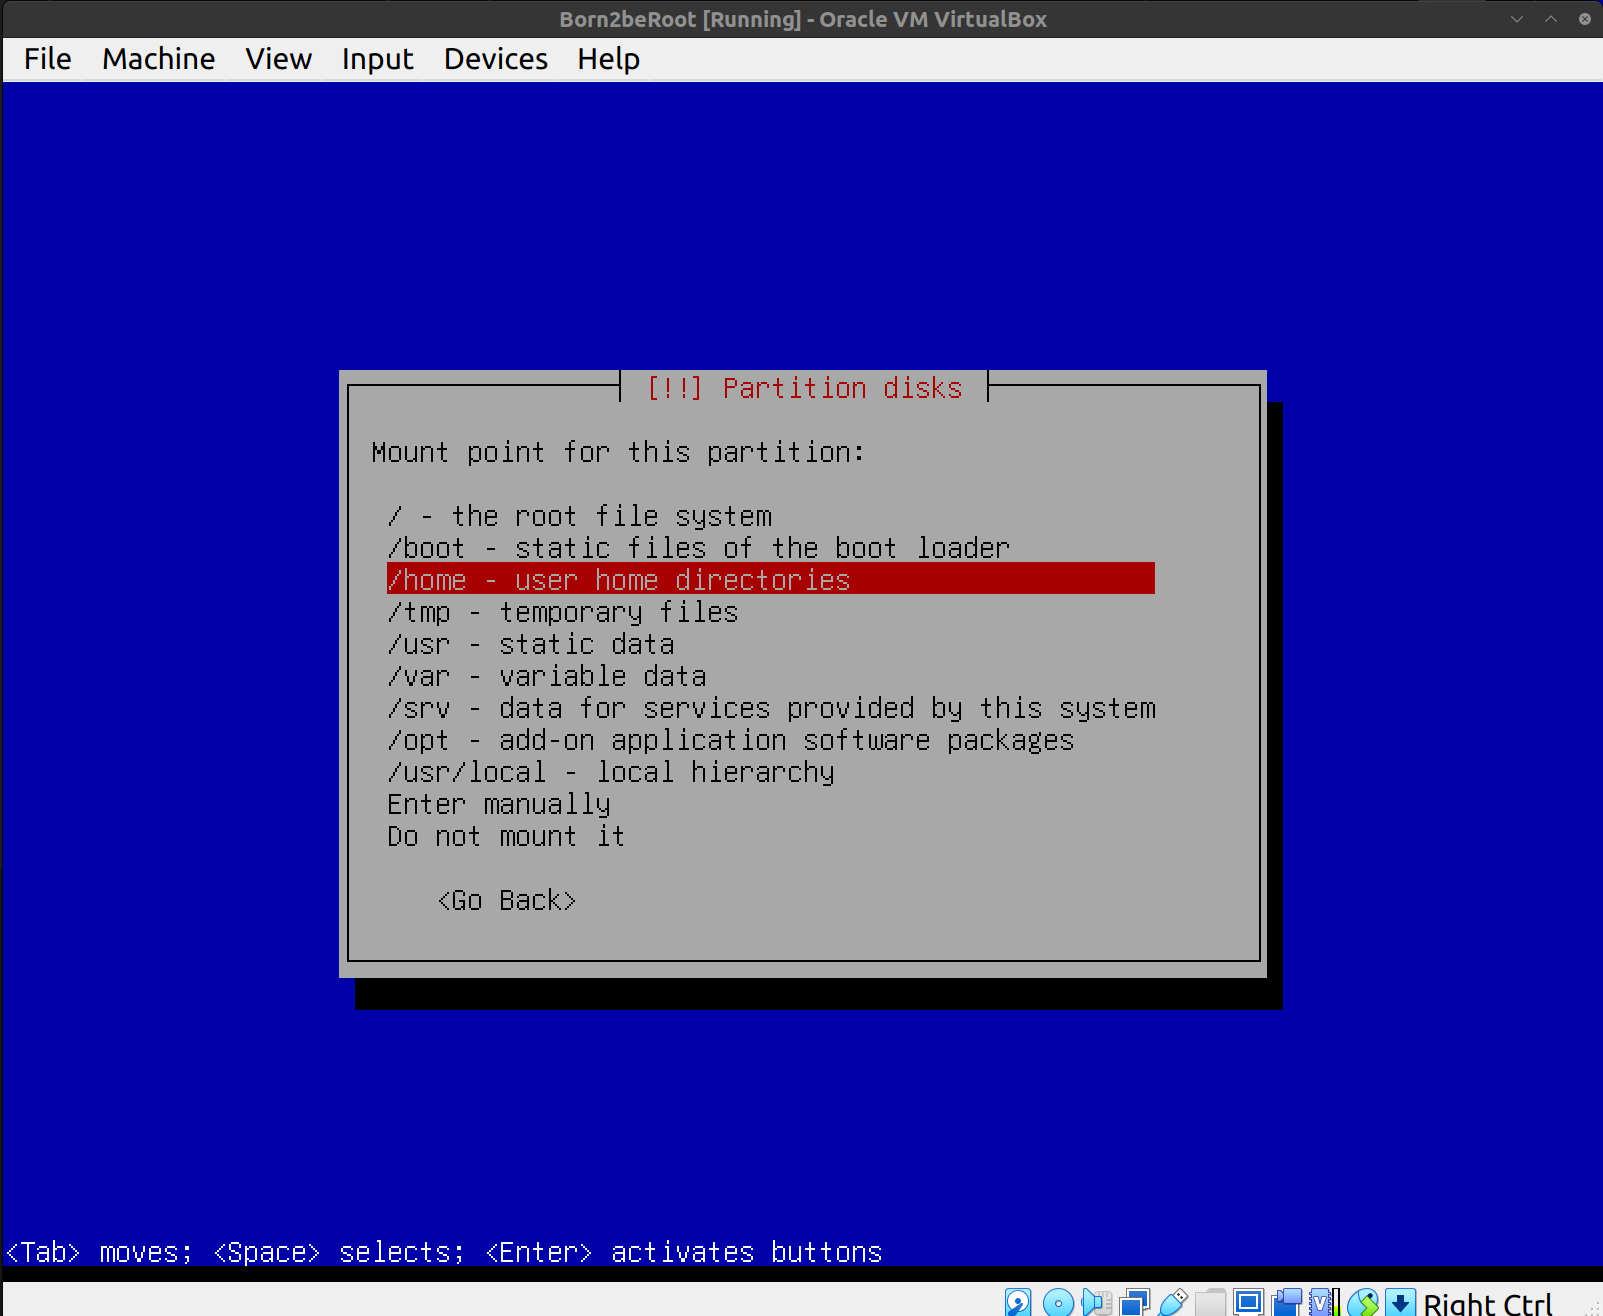 Born2beRoot [Running] - Oracle VM VirtualBox
File Machine View Input Devices Help
[!!] Partition disks
Mount point for this partition:
/ - the root file system
/boot - static files of the boot loader
/home - user home directories
/tmp - temporary files
/usr - static data
/var - variable data
/srv - data for services provided by this system
/opt - add-on application software packages
/usr/local - local hierarchy
Enter manually
Do not mount it
<Go Back>
<Tab> moves; <Space> selects; <Enter> activates buttons
Right Ctrl